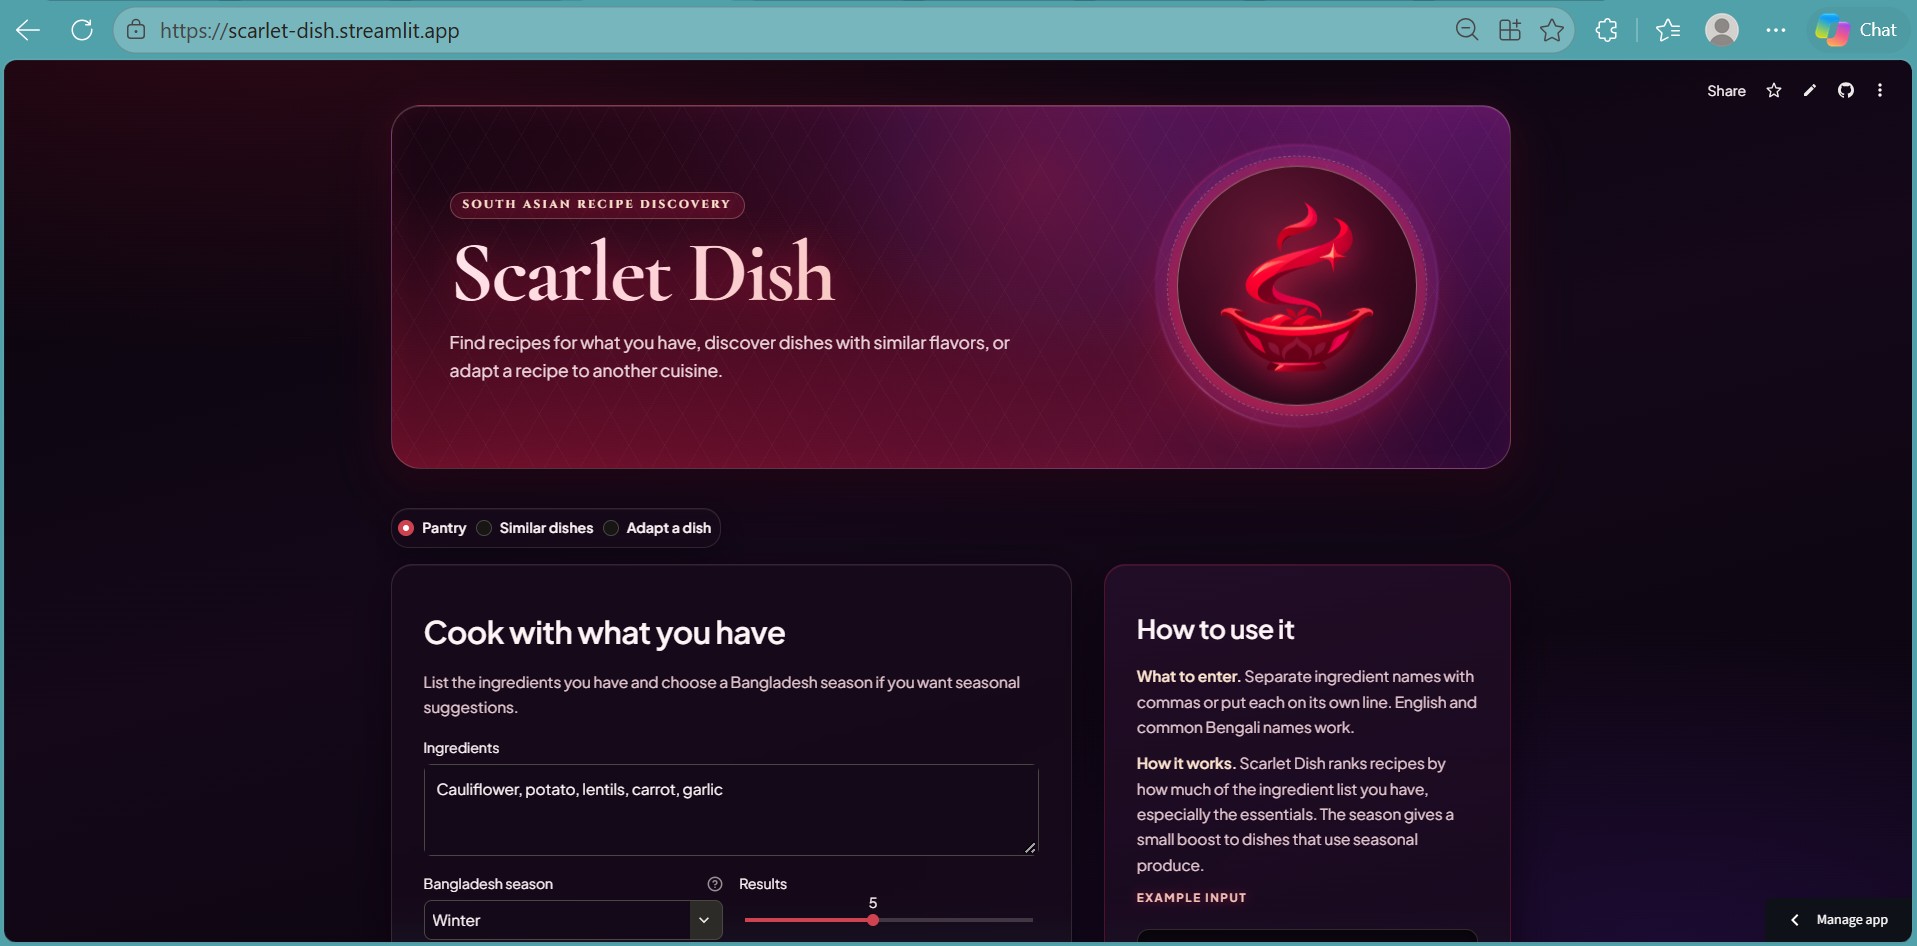 https://scarlet-dish.streamlit.app
Chat
Share
SOUTH ASIAN RECIPE DISCOVERY
Scarlet Dish
Find recipes for what you have, discover dishes with similar flavors, or
adapt a recipe to another cuisine.
Pantry
Similar dishes
Adapt a dish
Cook with what you have
List the ingredients you have and choose a Bangladesh season if you want seasonal
suggestions.
Ingredients
Cauliflower, potato, lentils, carrot, garlic
Bangladesh season
Winter
Results
5
How to use it
What to enter. Separate ingredient names with
commas or put each on its own line. English and
common Bengali names work.
How it works. Scarlet Dish ranks recipes by
how much of the ingredient list you have,
especially the essentials. The season gives a
small boost to dishes that use seasonal
produce.
EXAMPLE INPUT
Manage app